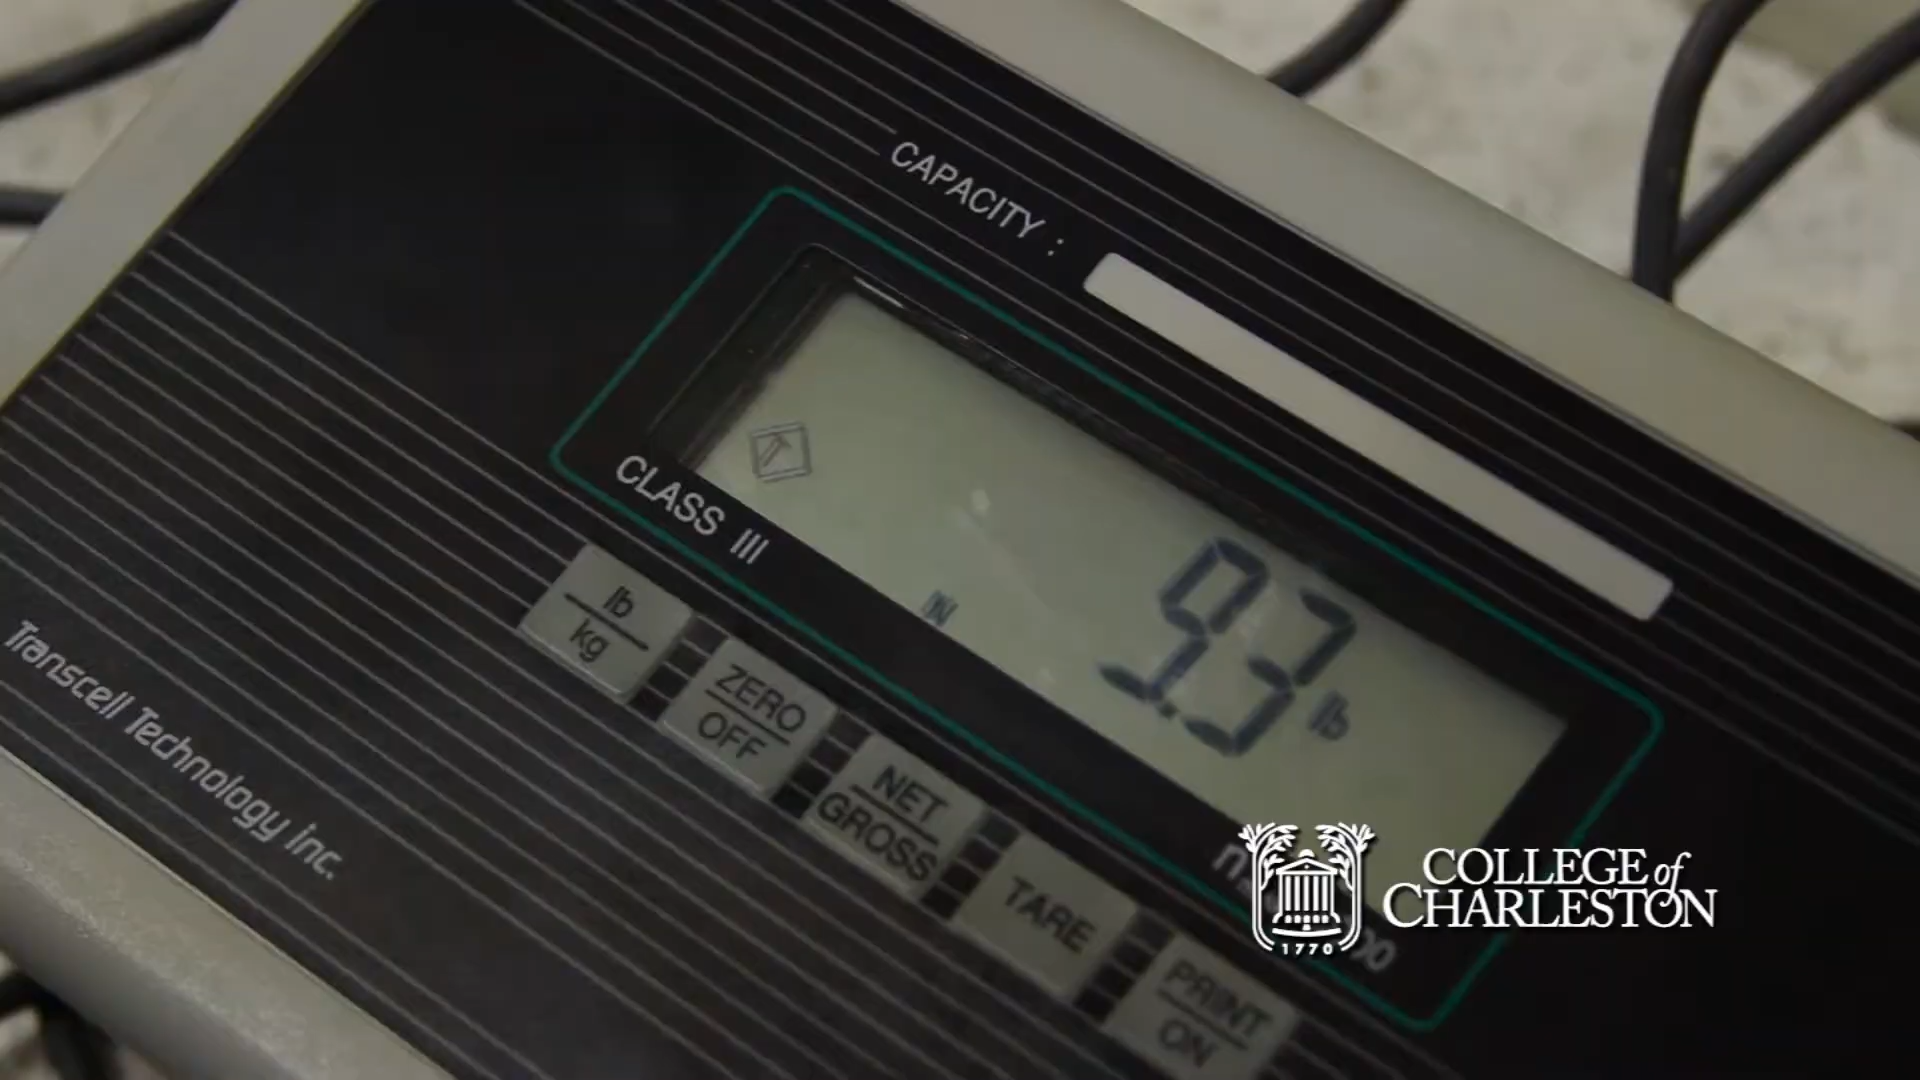 CAPACITY :
CLASS III
N
9.3 lb
lb
kg
ZERO
OFF
NET
GROSS
TARE
PRINT
ON
Transcell Technology inc.
COLLEGE of
CHARLESTON
1770